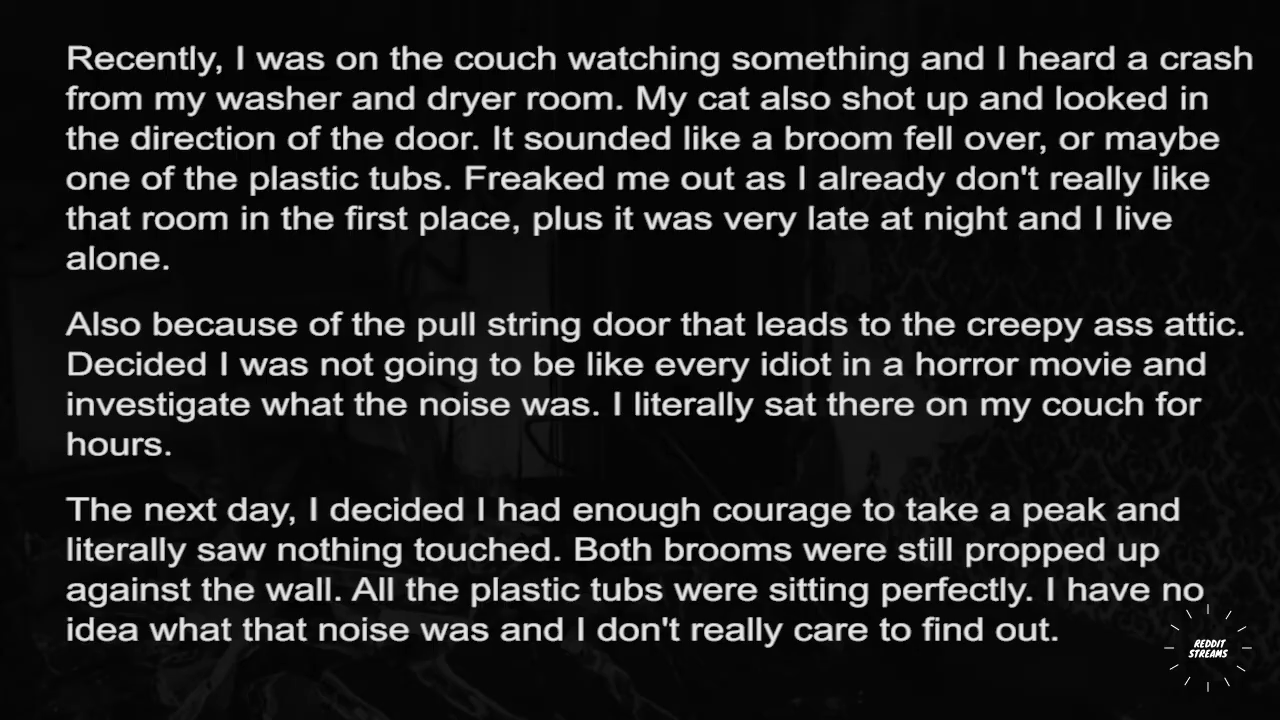 Recently, I was on the couch watching something and I heard a crash
from my washer and dryer room. My cat also shot up and looked in
the direction of the door. It sounded like a broom fell over, or maybe
one of the plastic tubs. Freaked me out as I already don't really like
that room in the first place, plus it was very late at night and I live
alone.
Also because of the pull string door that leads to the creepy ass attic.
Decided I was not going to be like every idiot in a horror movie and
investigate what the noise was. I literally sat there on my couch for
hours.
The next day, I decided I had enough courage to take a peak and
literally saw nothing touched. Both brooms were still propped up
against the wall. All the plastic tubs were sitting perfectly. I have no
idea what that noise was and I don't really care to find out.
REDDIT
STREAMS